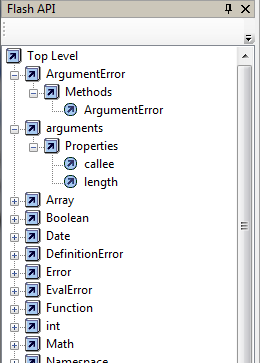 Flash API
Top Level
ArgumentError
Methods
ArgumentError
arguments
Properties
callee
length
Array
Boolean
Date
DefinitionError
Error
EvalError
Function
int
Math
Namespace